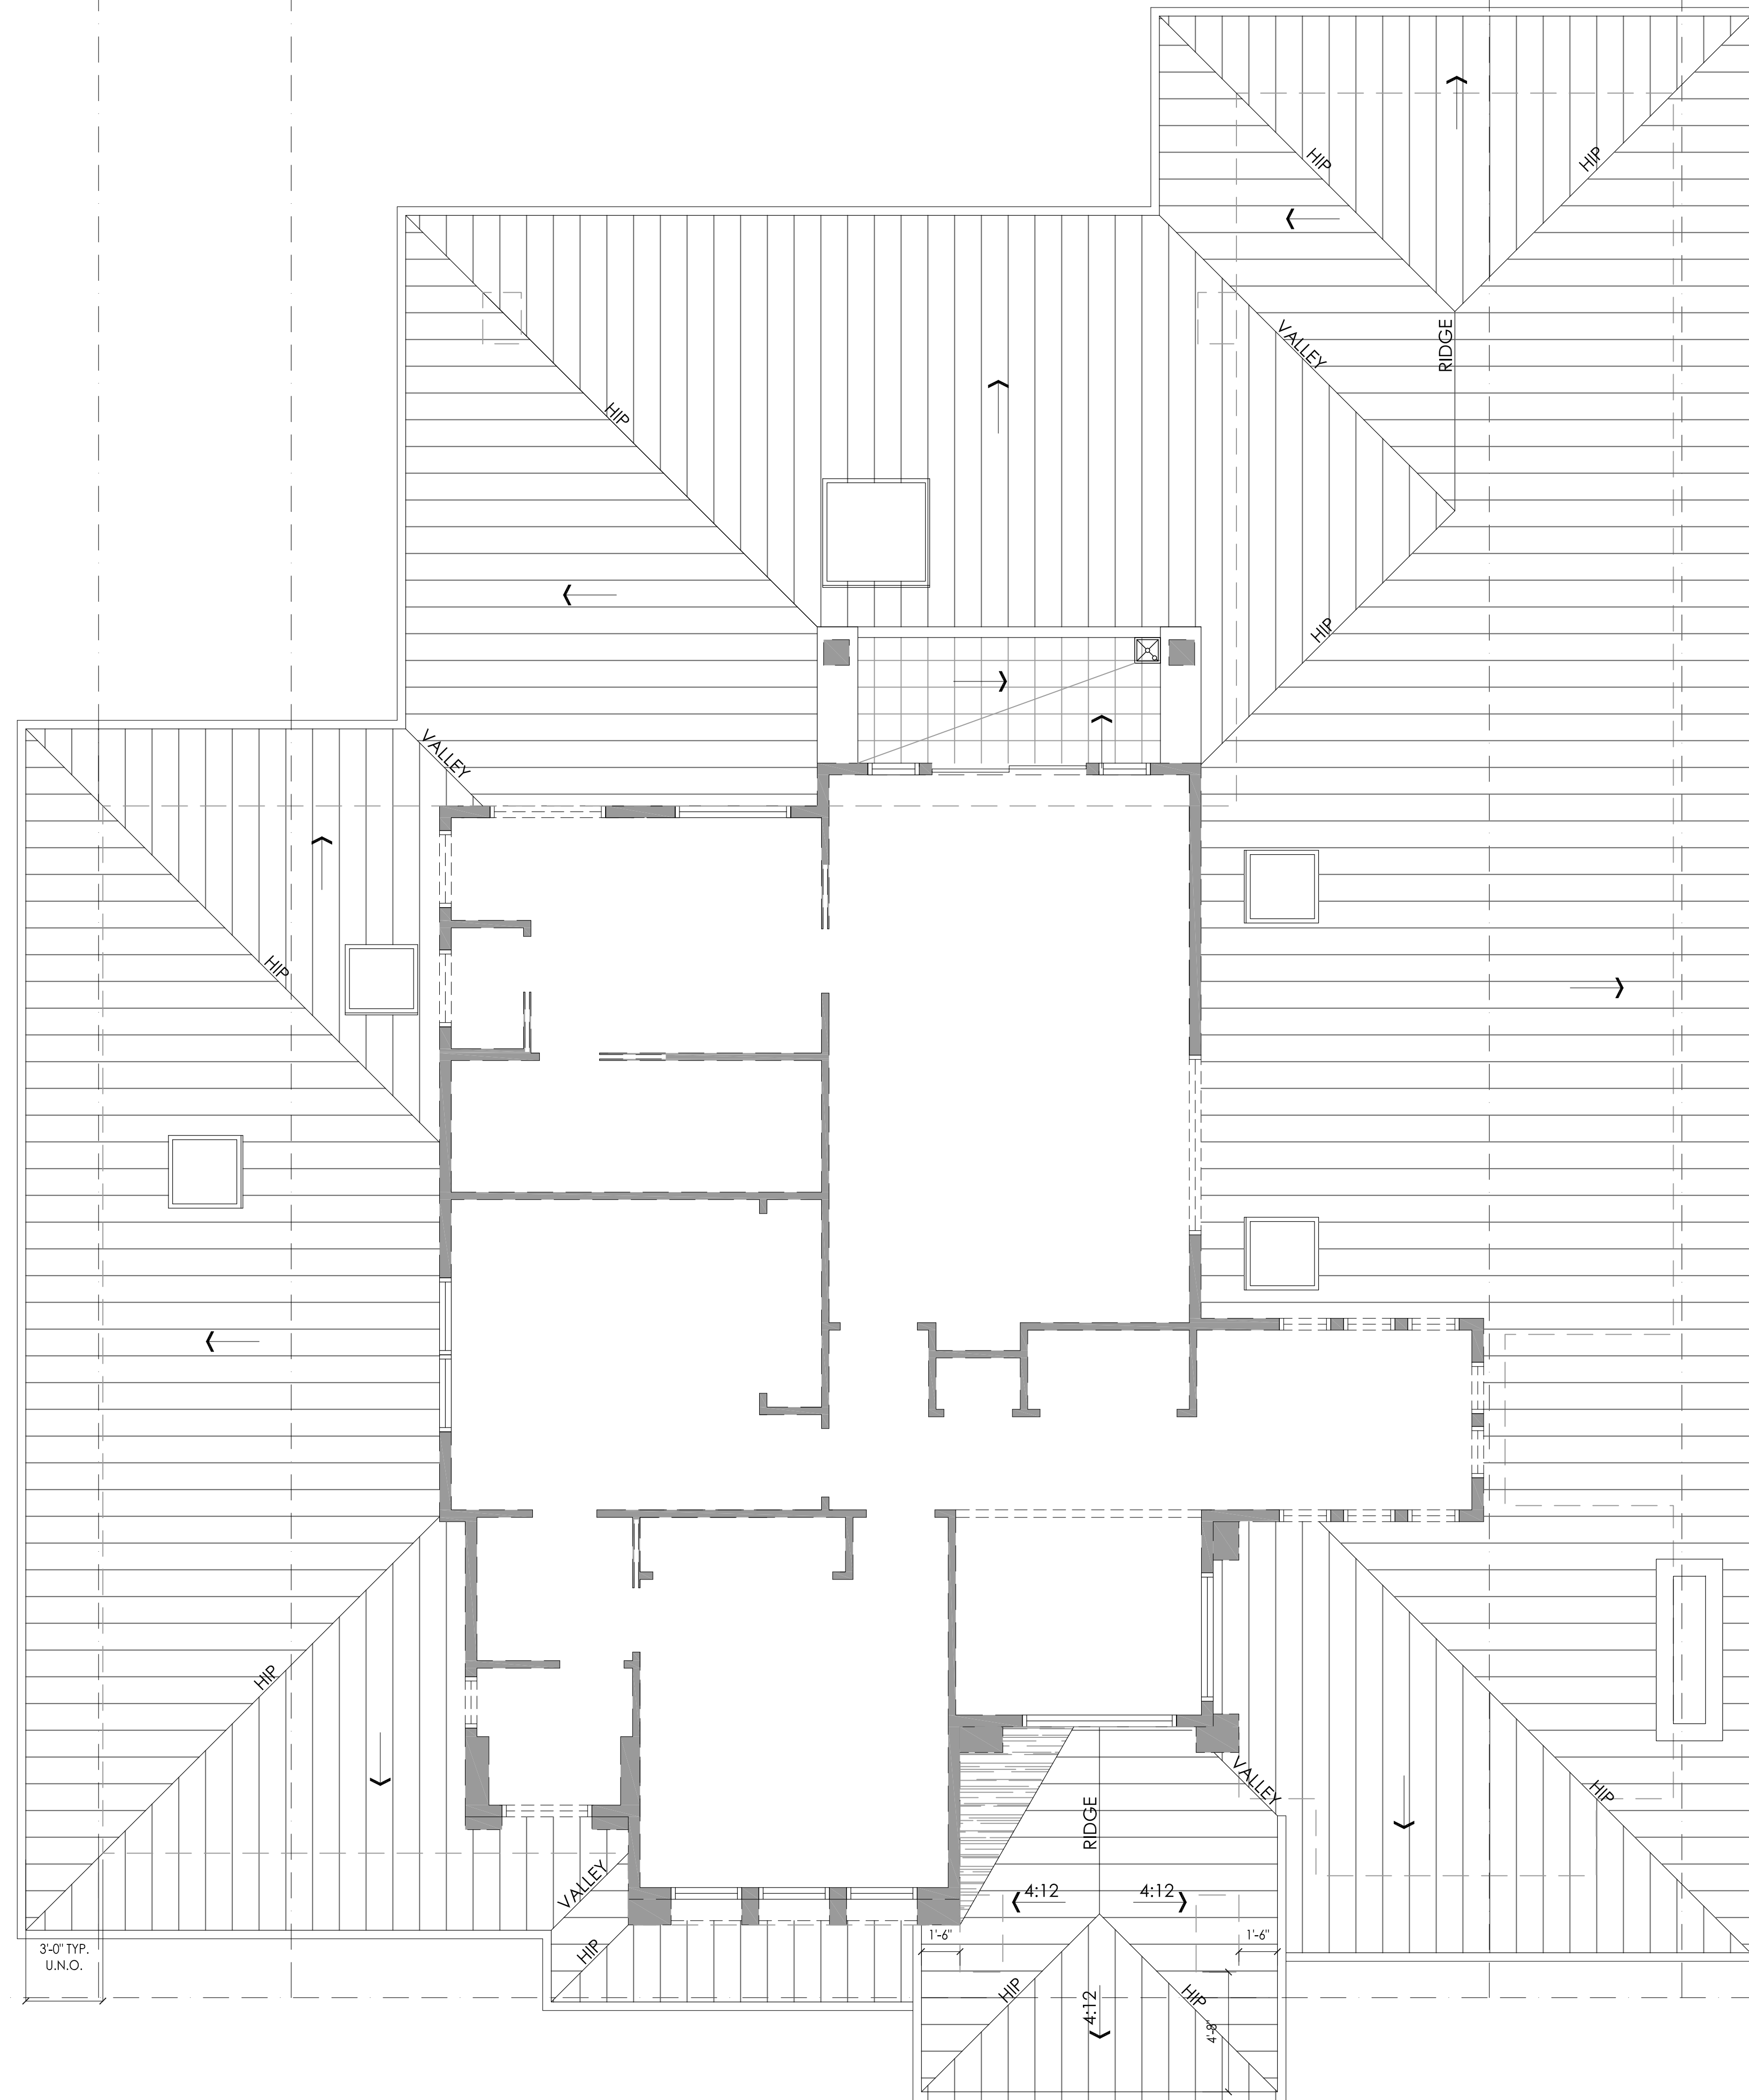 HIP
HIP
RIDGE
VALLEY
HIP
HIP
VALLEY
HIP
HIP
VALLEY
RIDGE
HIP
VALLEY
4:12
4:12
1'-6"
1'-6"
3'-0" TYP.
U.N.O.
HIP
HIP
HIP
4:12
4'-8"